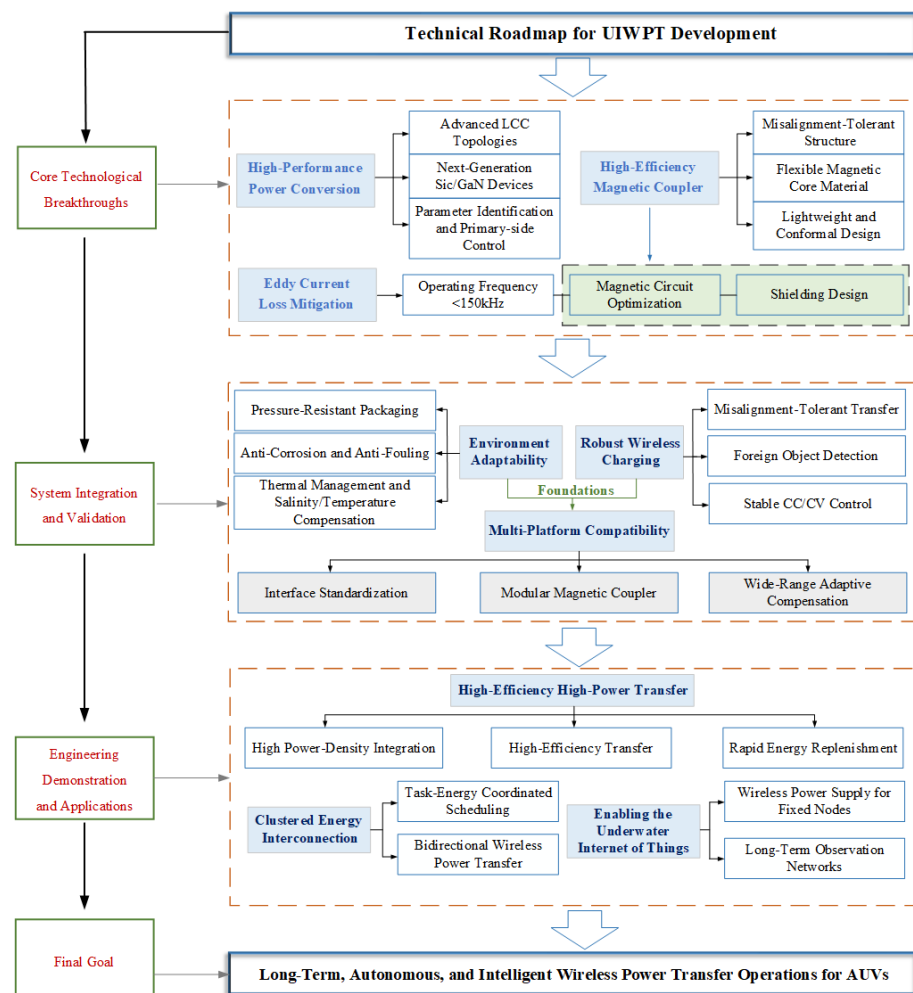 Technical Roadmap for UIWPT Development
Core Technological
Breakthroughs
High-Performance
Power Conversion
Advanced LCC
Topologies
Next-Generation
Sic/GaN Devices
Parameter Identification
and Primary-side
Control
High-Efficiency
Magnetic Coupler
Misalignment-Tolerant
Structure
Flexible Magnetic
Core Material
Lightweight and
Conformal Design
Eddy Current
Loss Mitigation
Operating Frequency
<150kHz
Magnetic Circuit
Optimization
Shielding Design
System Integration
and Validation
Pressure-Resistant Packaging
Anti-Corrosion and Anti-Fouling
Thermal Management and
Salinity/Temperature
Compensation
Environment
Adaptability
Robust Wireless
Charging
Misalignment-Tolerant Transfer
Foreign Object Detection
Stable CC/CV Control
Foundations
Multi-Platform Compatibility
Interface Standardization
Modular Magnetic Coupler
Wide-Range Adaptive
Compensation
Engineering
Demonstration
and Applications
High-Efficiency High-Power Transfer
High Power-Density Integration
High-Efficiency Transfer
Rapid Energy Replenishment
Clustered Energy
Interconnection
Task-Energy Coordinated
Scheduling
Bidirectional Wireless
Power Transfer
Enabling the
Underwater
Internet of Things
Wireless Power Supply for
Fixed Nodes
Long-Term Observation
Networks
Final Goal
Long-Term, Autonomous, and Intelligent Wireless Power Transfer Operations for AUVs